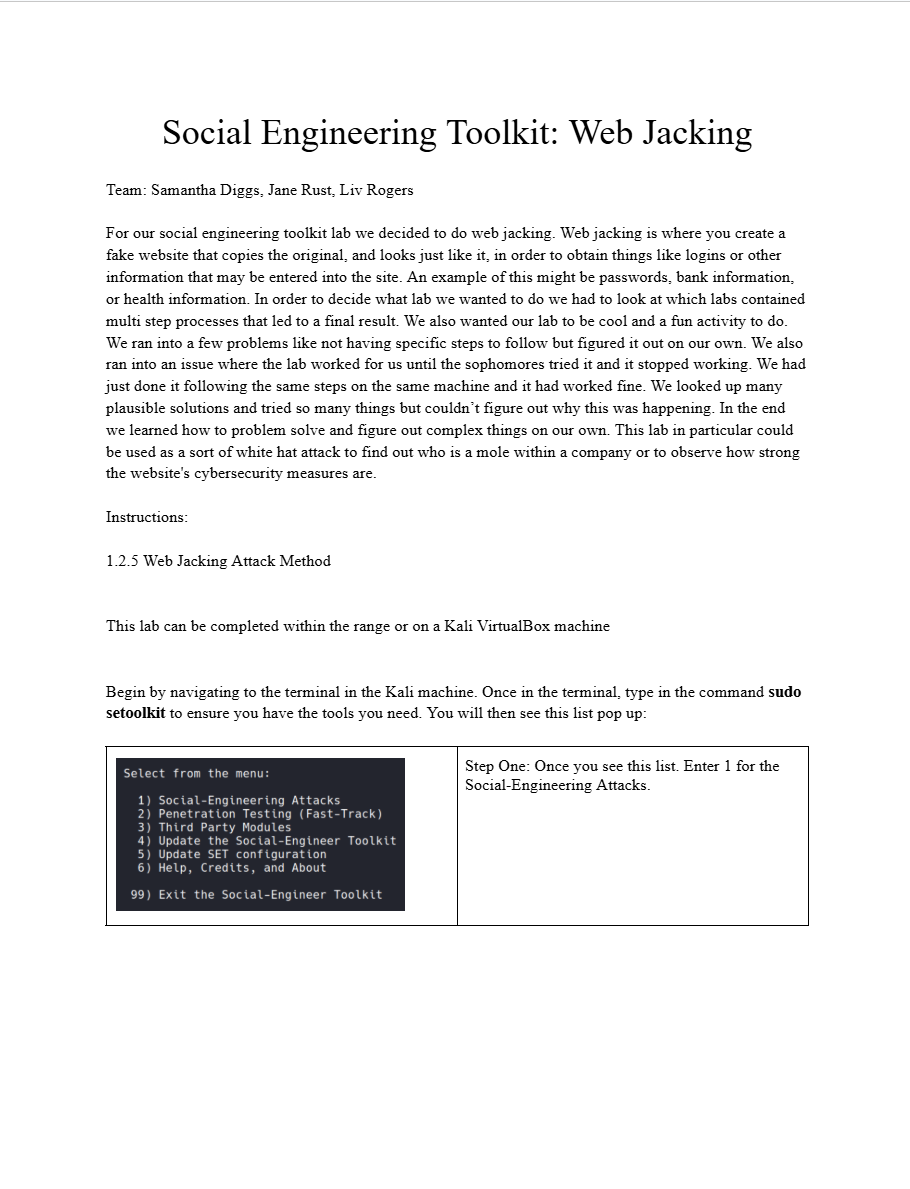 Social Engineering Toolkit: Web Jacking
Team: Samantha Diggs, Jane Rust, Liv Rogers
For our social engineering toolkit lab we decided to do web jacking. Web jacking is where you create a
fake website that copies the original, and looks just like it, in order to obtain things like logins or other
information that may be entered into the site. An example of this might be passwords, bank information,
or health information. In order to decide what lab we wanted to do we had to look at which labs contained
multi step processes that led to a final result. We also wanted our lab to be cool and a fun activity to do.
We ran into a few problems like not having specific steps to follow but figured it out on our own. We also
ran into an issue where the lab worked for us until the sophomores tried it and it stopped working. We had
just done it following the same steps on the same machine and it had worked fine. We looked up many
plausible solutions and tried so many things but couldn’t figure out why this was happening. In the end
we learned how to problem solve and figure out complex things on our own. This lab in particular could
be used as a sort of white hat attack to find out who is a mole within a company or to observe how strong
the website's cybersecurity measures are.
Instructions:
1.2.5 Web Jacking Attack Method
This lab can be completed within the range or on a Kali VirtualBox machine
Begin by navigating to the terminal in the Kali machine. Once in the terminal, type in the command sudo
setoolkit to ensure you have the tools you need. You will then see this list pop up:
Select from the menu:
1) Social-Engineering Attacks
2) Penetration Testing (Fast-Track)
3) Third Party Modules
4) Update the Social-Engineer Toolkit
5) Update SET configuration
6) Help, Credits, and About
99) Exit the Social-Engineer Toolkit
Step One: Once you see this list. Enter 1 for the
Social-Engineering Attacks.